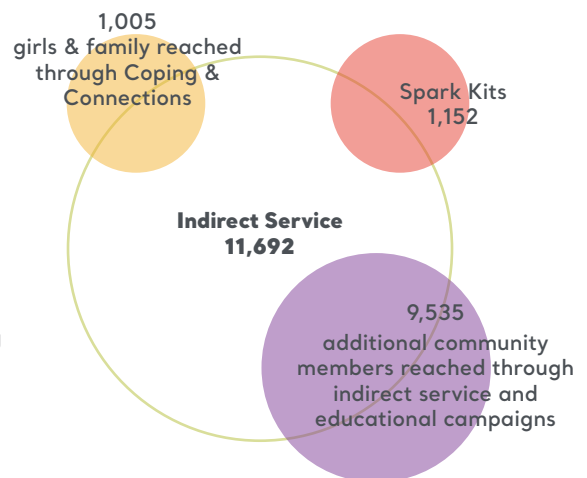 1,005
girls & family reached
through Coping &
Connections
Spark Kits
1,152
Indirect Service
11,692
9,535
additional community
members reached through
indirect service and
educational campaigns